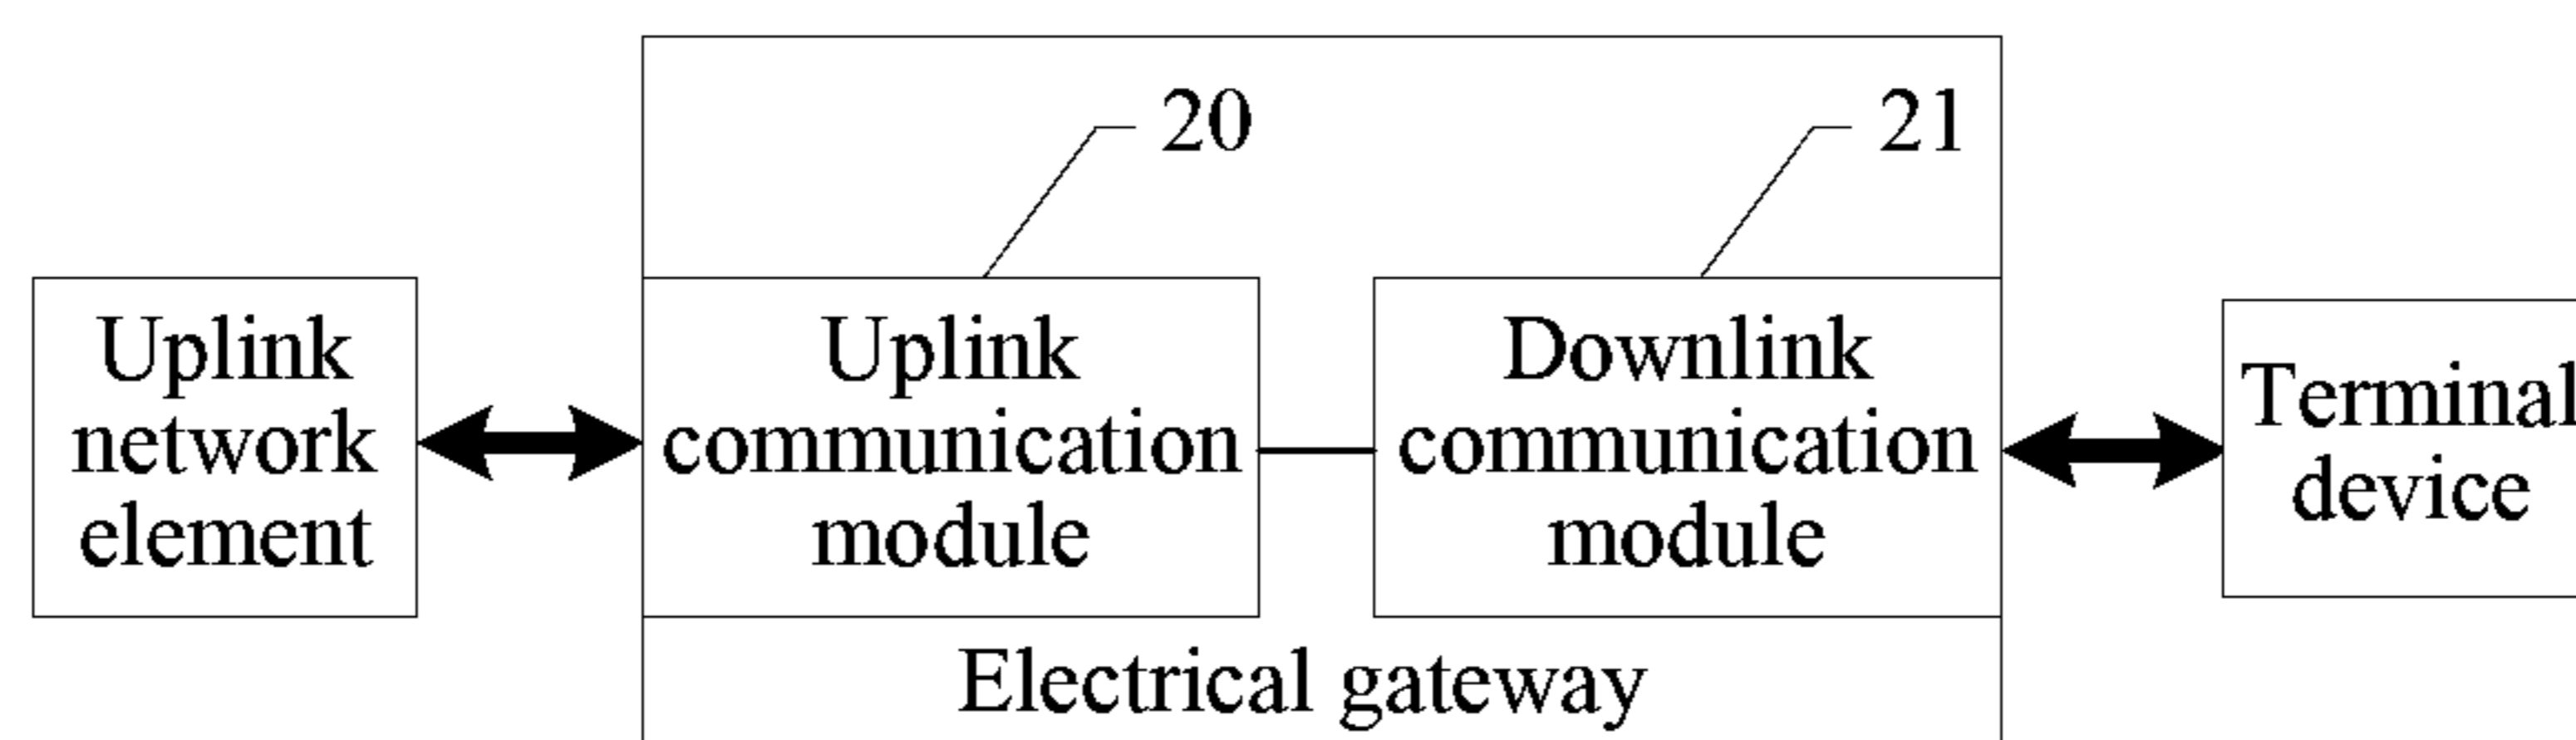 20
21
Uplink
network
element
Uplink
communication
module
Downlink
communication
module
Terminal
device
Electrical gateway